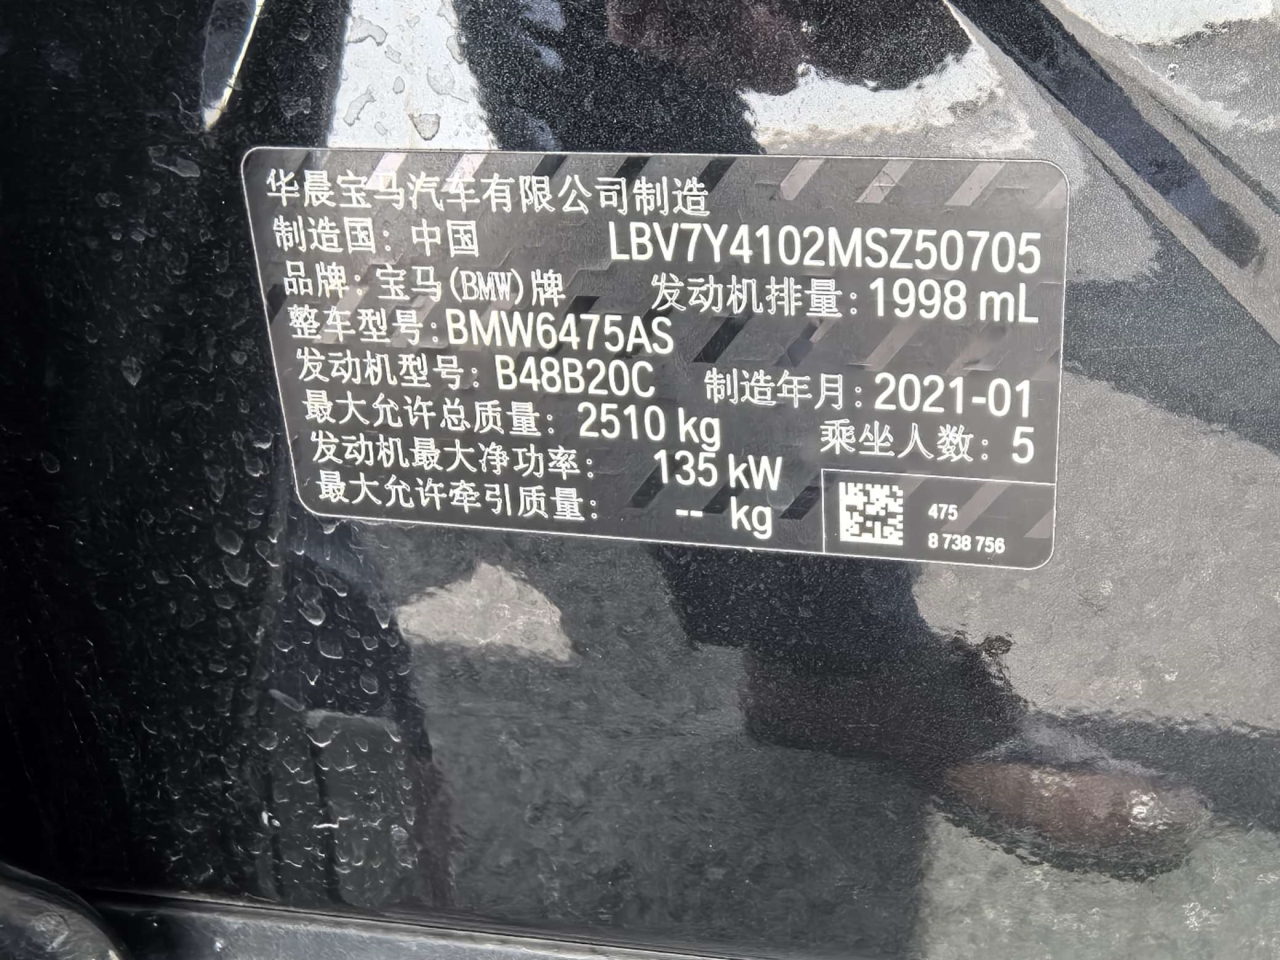 华晨宝马汽车有限公司制造
制造国：中国 LBV7Y4102MSZ50705
品牌：宝马(BMW)牌 发动机排量：1998 mL
整车型号：BMW6475AS
发动机型号：B48B20C 制造年月：2021-01
最大允许总质量：2510 kg 乘坐人数：5
发动机最大净功率：135 kW
最大允许牵引质量：-- kg
475
8 738 756